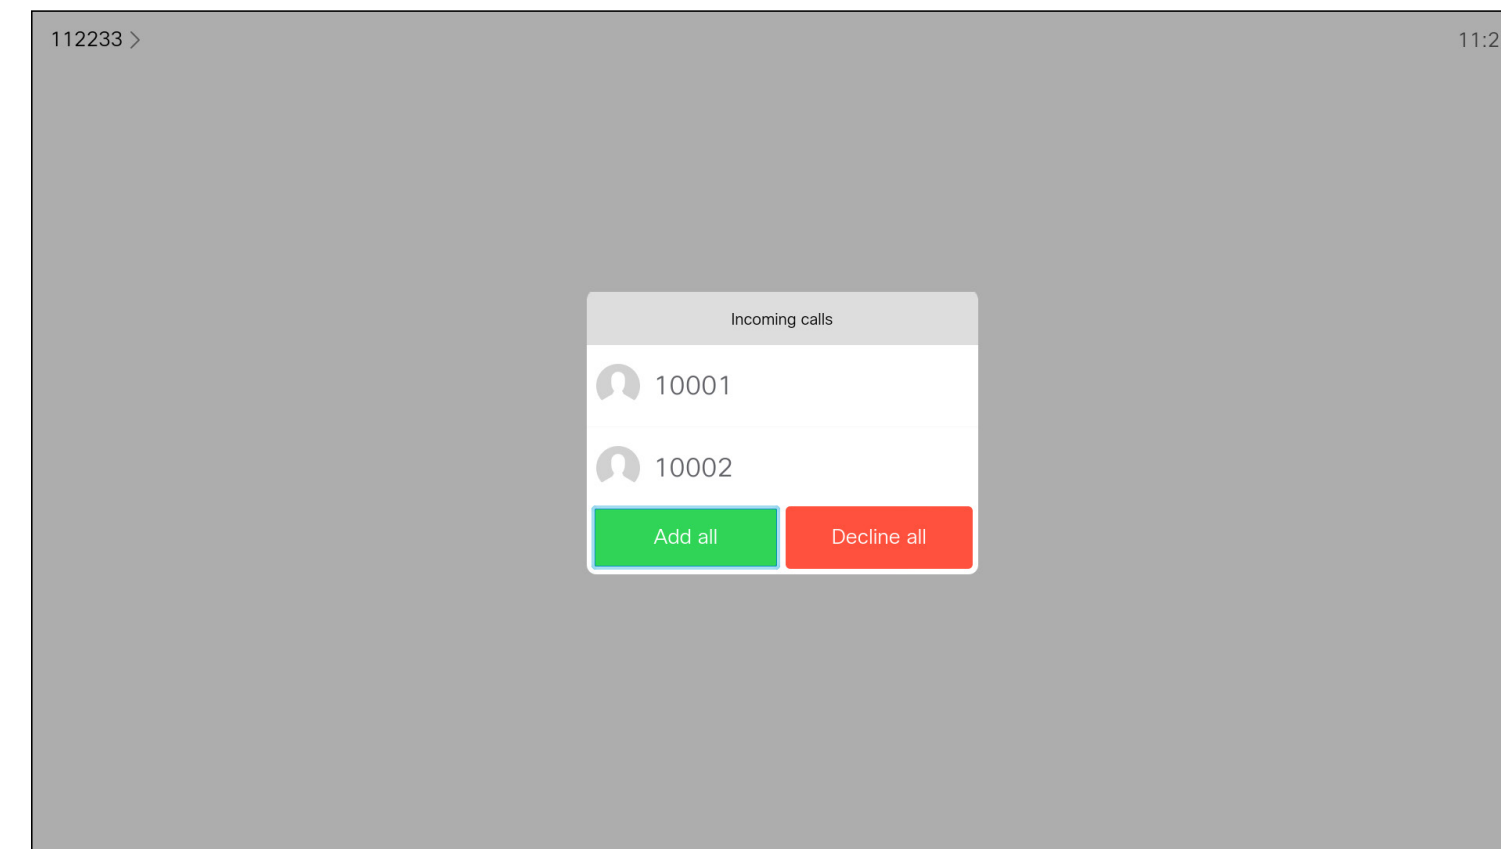 112233 >
11:2
Incoming calls
10001
10002
Add all
Decline all